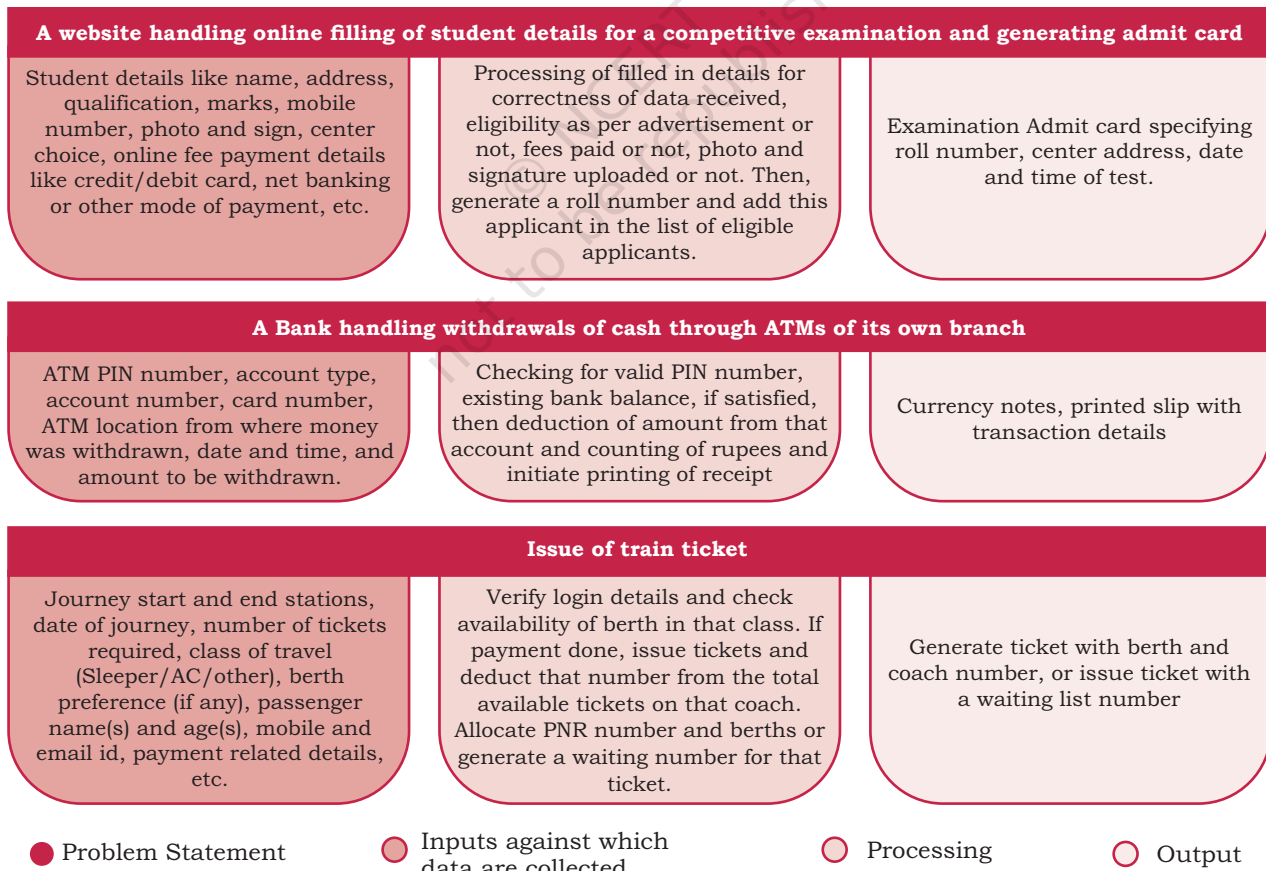 A website handling online filling of student details for a competitive examination and generating admit card
Student details like name, address,
qualification, marks, mobile
number, photo and sign, center
choice, online fee payment details
like credit/debit card, net banking
or other mode of payment, etc.
Processing of filled in details for
correctness of data received,
eligibility as per advertisement or
not, fees paid or not, photo and
signature uploaded or not. Then,
generate a roll number and add this
applicant in the list of eligible
applicants.
Examination Admit card specifying
roll number, center address, date
and time of test.
A Bank handling withdrawals of cash through ATMs of its own branch
ATM PIN number, account type,
account number, card number,
ATM location from where money
was withdrawn, date and time, and
amount to be withdrawn.
Checking for valid PIN number,
existing bank balance, if satisfied,
then deduction of amount from that
account and counting of rupees and
initiate printing of receipt
Currency notes, printed slip with
transaction details
Issue of train ticket
Journey start and end stations,
date of journey, number of tickets
required, class of travel
(Sleeper/AC/other), berth
preference (if any), passenger
name(s) and age(s), mobile and
email id, payment related details,
etc.
Verify login details and check
availability of berth in that class. If
payment done, issue tickets and
deduct that number from the total
available tickets on that coach.
Allocate PNR number and berths or
generate a waiting number for that
ticket.
Generate ticket with berth and
coach number, or issue ticket with
a waiting list number
Problem Statement
Inputs against which
data are collected
Processing
Output
© NCERT
not to be republish